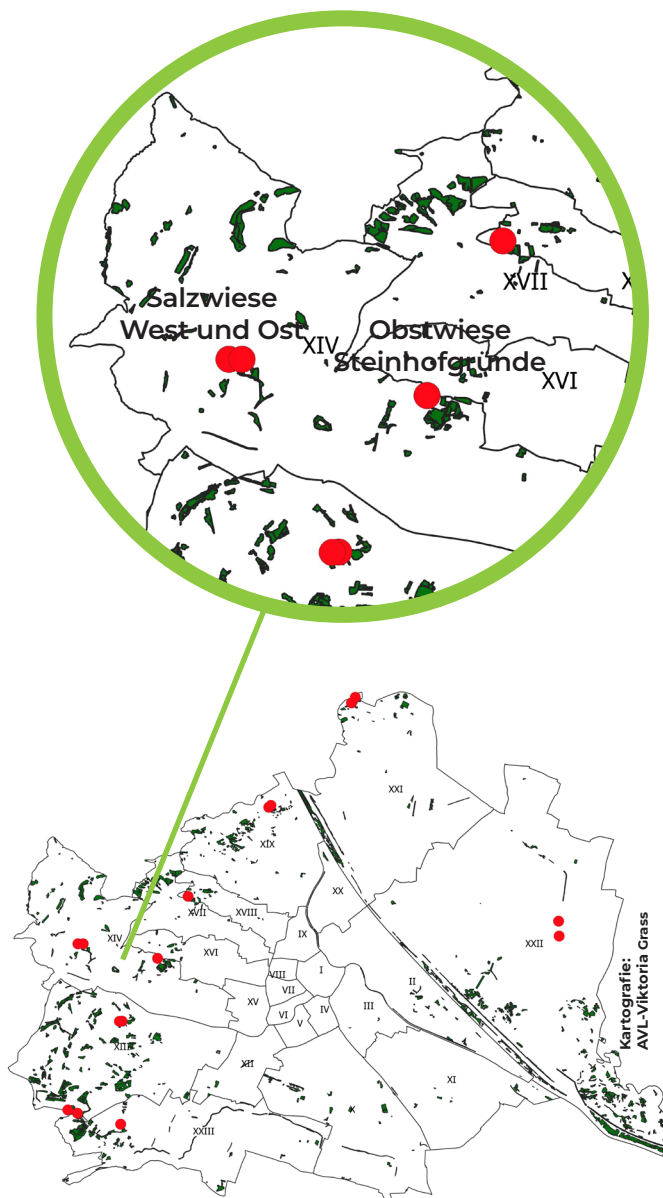 Salzwiese
West und Ost
Obstwiese
Steinhofgründe
XVII
X
XIV
XVI
XXI
XIX
XX
XVII
XVIII
XIV
XVI
IX
XXII
VIII
I
VII
II
XV
VI
IV
III
V
XIII
XII
XI
X
XXIII
Kartografie:
AVL-Viktoria Grass